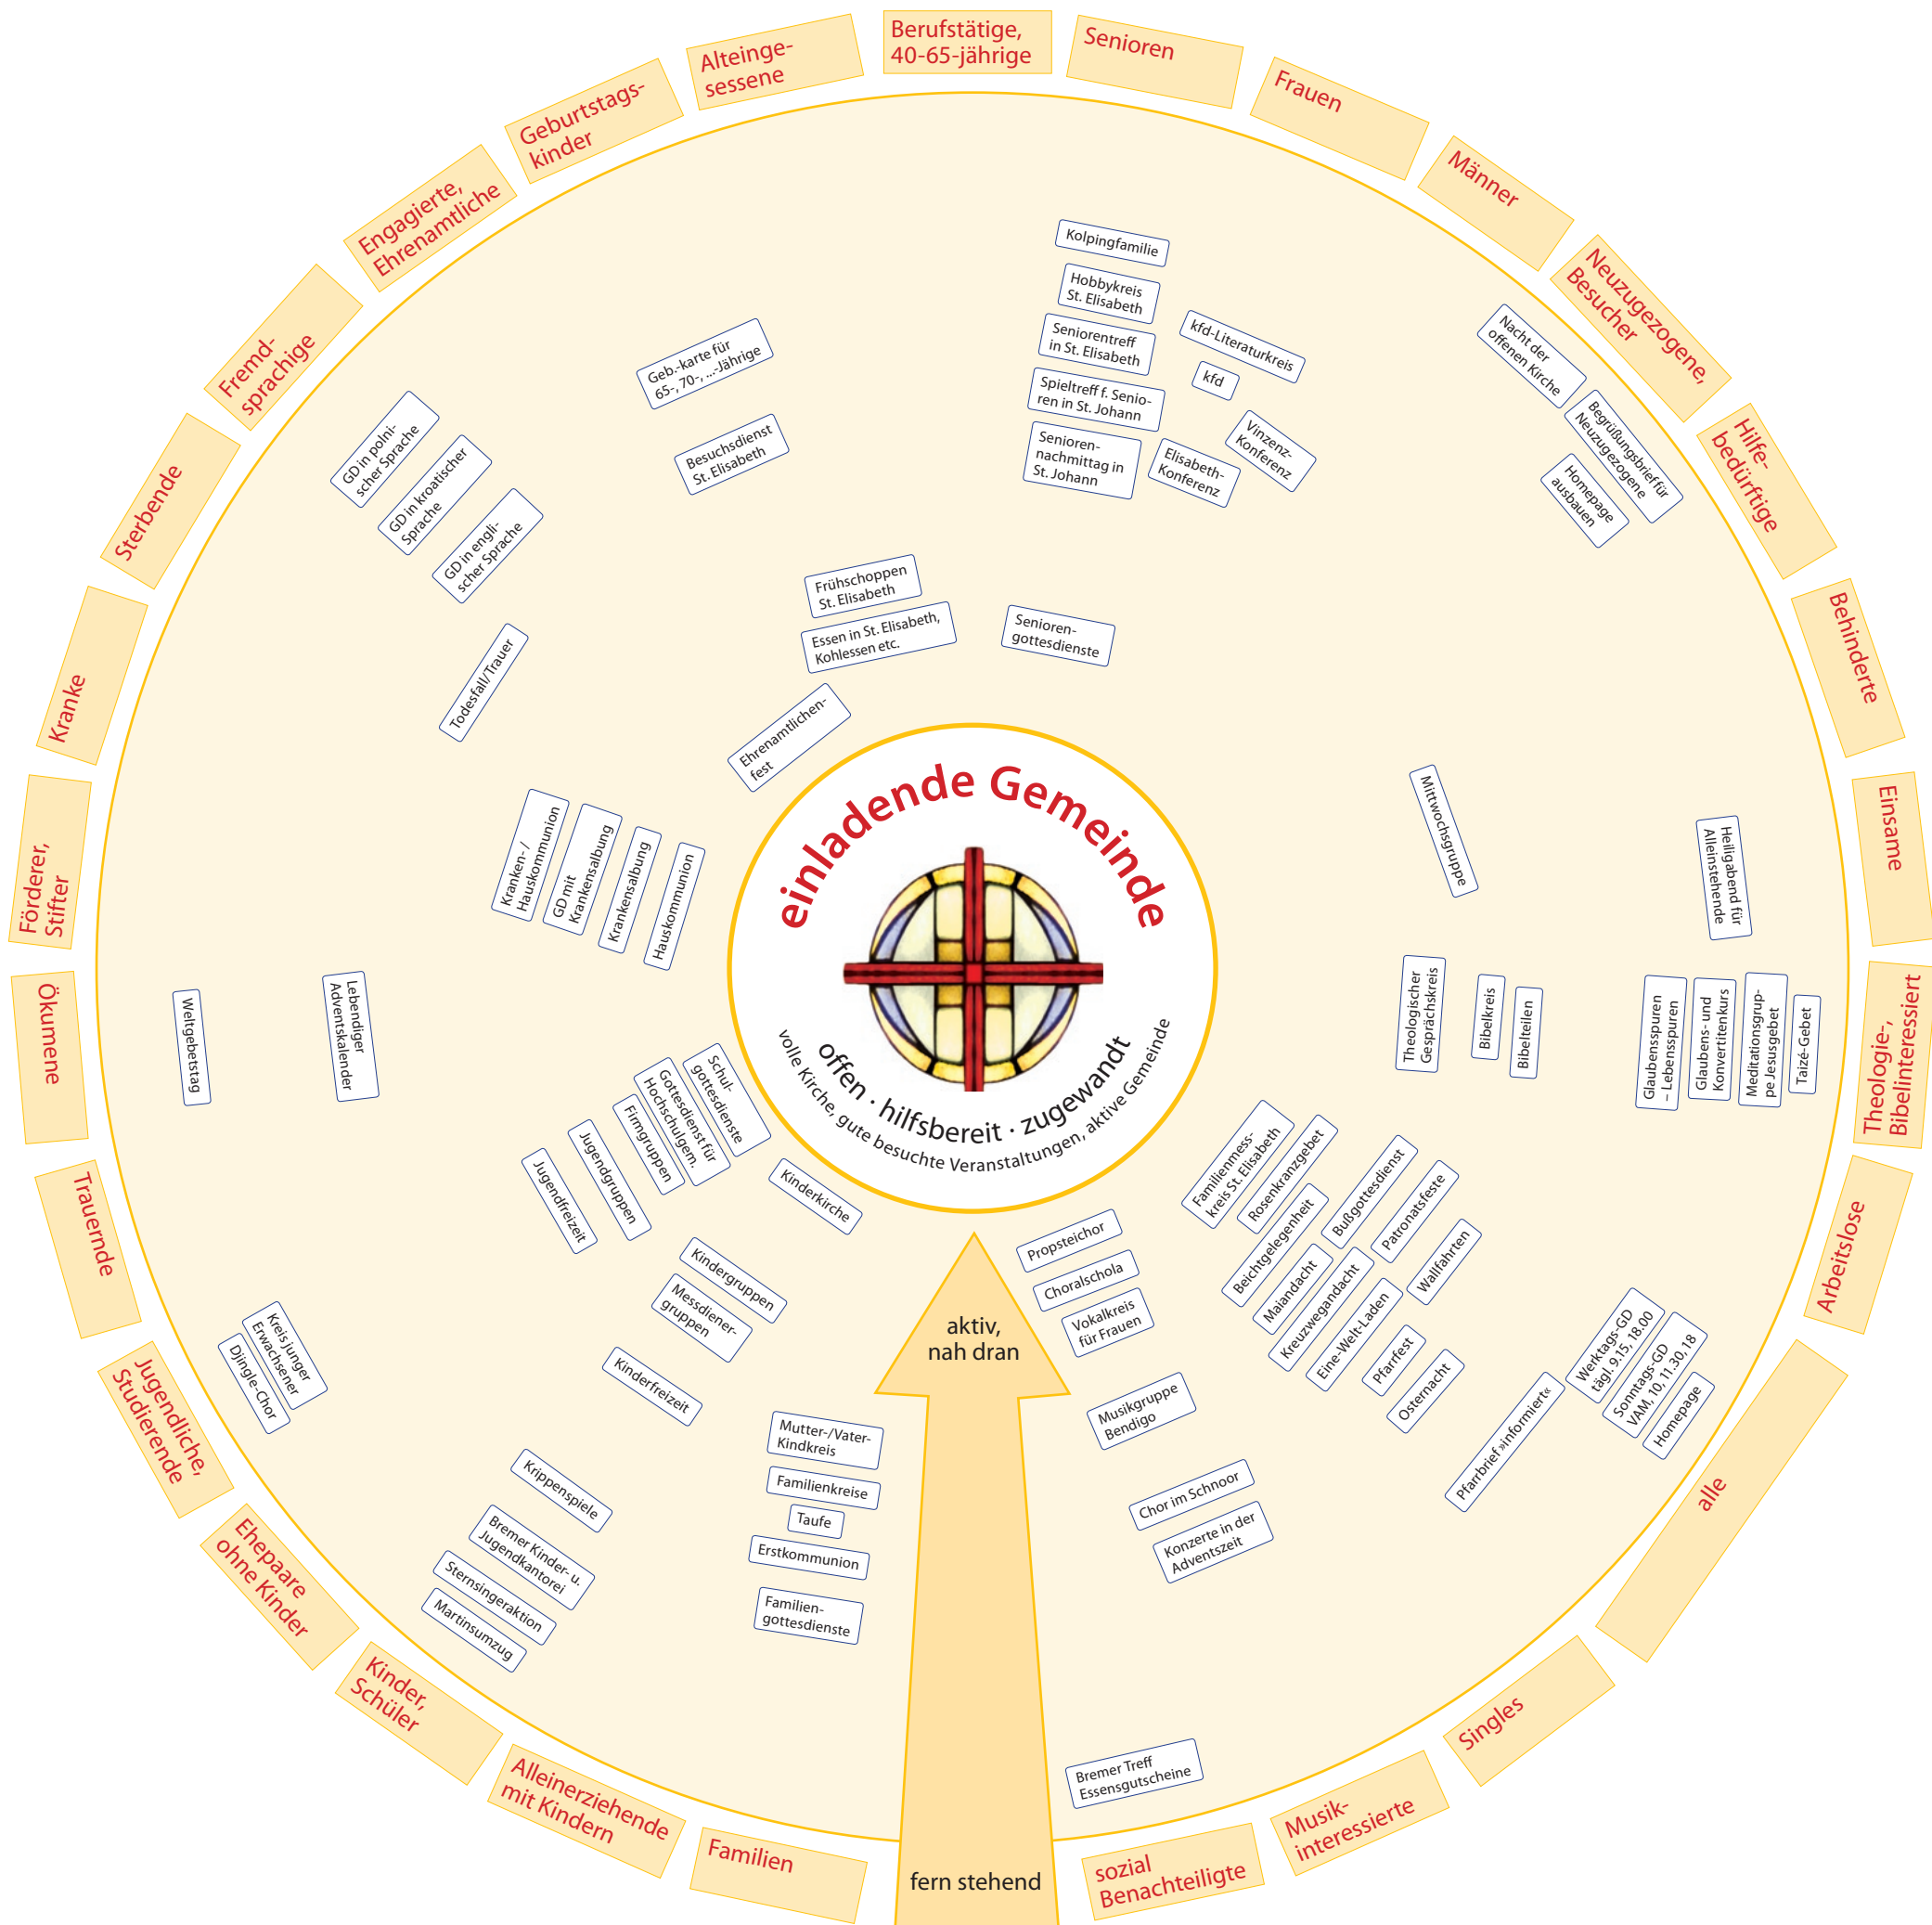 Berufstätige,
40-65-jährige
Senioren
Frauen
Männer
Neuzugezogene,
Besucher
Hilfe-
bedürftige
Behinderte
Einsame
Theologie-,
Bibelinteressiert
Arbeitslose
alle
Singles
Musik-
interessierte
sozial
Benachteiligte
Familien
Alleinerziehende
mit Kindern
Kinder,
Schüler
Ehepaare
ohne Kinder
Jugendliche,
Studierende
Trauernde
Ökumene
Förderer,
Stifter
Kranke
Sterbende
Fremd-
sprachige
Engagierte,
Ehrenamtliche
Geburtstags-
kinder
Alteinge-
sessene
Kolpingfamilie
Hobbykreis
St. Elisabeth
Seniorentreff
in St. Elisabeth
Spieltreff f. Senio-
ren in St. Johann
Senioren-
nachmittag in
St. Johann
kfd-Literaturkreis
kfd
Vinzenz-
Konferenz
Elisabeth-
Konferenz
Senioren-
gottesdienste
Nacht der
offenen Kirche
Begrüßungsbrief für
Neuzugezogene
Homepage
ausbauen
Mittwochsgruppe
Heiligabend für
Alleinstehende
Theologischer
Gesprächskreis
Bibelkreis
Bibelteilen
Glaubensspuren
– Lebensspuren
Glaubens- und
Konvertitenkurs
Meditationsgrup-
pe Jesusgebet
Taizé-Gebet
Familienmess-
kreis St. Elisabeth
Rosenkranzgebet
Beichtgelegenheit
Bußgottesdienst
Patronatsfeste
Maiandacht
Kreuzwegandacht
Wallfahrten
Eine-Welt-Laden
Pfarrfest
Osternacht
Werktags-GD
tägl. 9.15, 18.00
Sonntags-GD
VAM, 10, 11.30, 18
Homepage
Pfarrbrief »informiert«
Propsteichor
Choralschola
Vokalkreis
für Frauen
Musikgruppe
Bendigo
Chor im Schnoor
Konzerte in der
Adventszeit
Bremer Treff
Essensgutscheine
Mutter-/Vater-
Kindkreis
Familienkreise
Taufe
Erstkommunion
Familien-
gottesdienste
Kinderkirche
Kindergruppen
Messdiener-
gruppen
Kinderfreizeit
Krippenspiele
Bremer Kinder- u.
Jugendkantorei
Sternsingeraktion
Martinsumzug
Schul-
gottesdienste
Gottesdienst für
Hochschulgem.
Firmgruppen
Jugendgruppen
Jugendfreizeit
Kreis junger
Erwachsener
Djingle-Chor
Lebendiger
Adventskalender
Weltgebetstag
Kranken- /
Hauskommunion
GD mit
Krankensalbung
Krankensalbung
Hauskommunion
Todesfall/Trauer
GD in polni-
scher Sprache
GD in kroatischer
Sprache
GD in engli-
scher Sprache
Geb.-karte für
65-, 70-, ...-Jährige
Besuchsdienst
St. Elisabeth
Frühschoppen
St. Elisabeth
Essen in St. Elisabeth,
Kohlessen etc.
Ehrenamtlichen-
fest
einladende Gemeinde
offen · hilfsbereit · zugewandt
volle Kirche, gute besuchte Veranstaltungen, aktive Gemeinde
aktiv,
nah dran
fern stehend